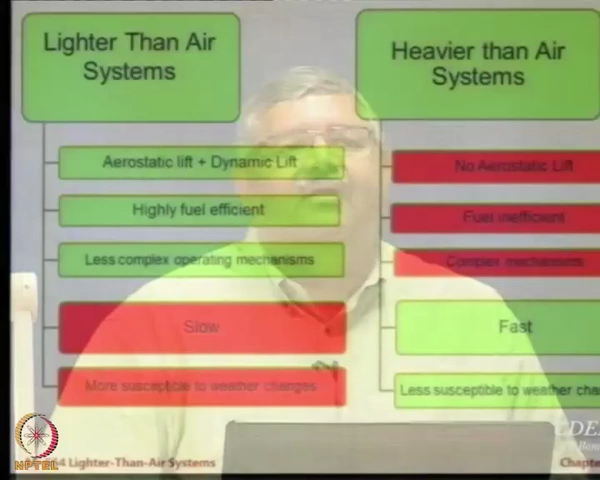 Lighter Than Air
Systems
Aerostatic lift + Dynamic Lift
Highly fuel efficient
Less complex operating mechanisms
Slow
More susceptible to weather changes
Heavier than Air
Systems
No Aerostatic Lift
Fuel inefficient
Complex mechanisms
Fast
Less susceptible to weather cha
NPTEL
4 Lighter-Than-Air Systems
CDE
Chapte